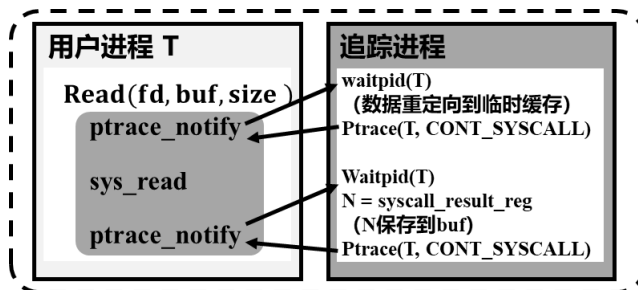 用户进程 T
Read(fd, buf, size )
ptrace_notify
sys_read
ptrace_notify
追踪进程
waitpid(T)
（数据重定向到临时缓存）
Ptrace(T, CONT_SYSCALL)
Waitpid(T)
N = syscall_result_reg
（N保存到buf）
Ptrace(T, CONT_SYSCALL)